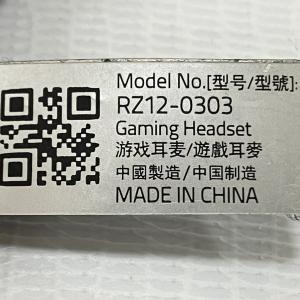 Model No.[型号/型號]:
RZ12-0303
Gaming Headset
游戏耳麦/遊戲耳麥
中國製造/中国制造
MADE IN CHINA